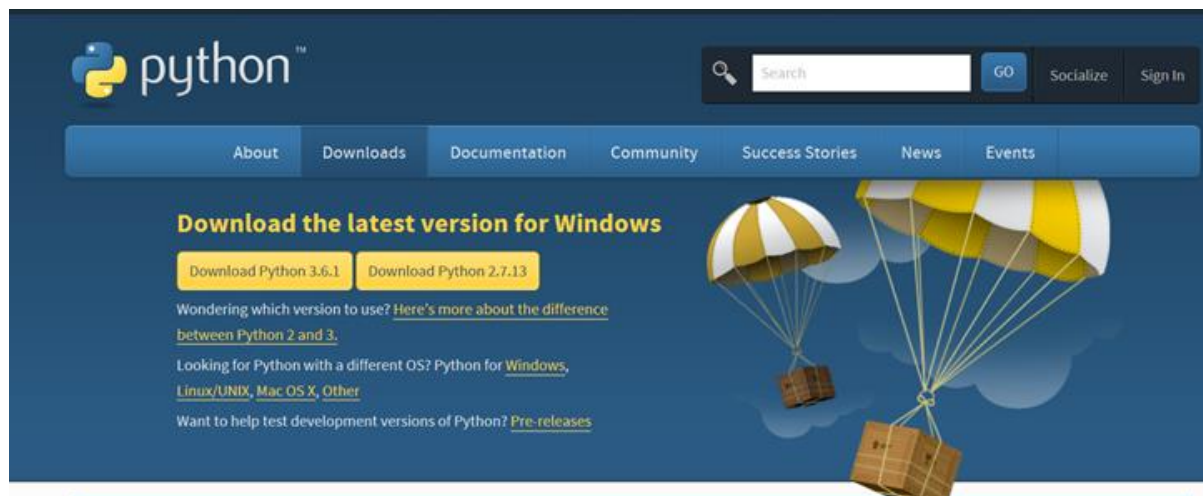 python™
Search
GO
Socialize
Sign In
About
Downloads
Documentation
Community
Success Stories
News
Events
Download the latest version for Windows
Download Python 3.6.1
Download Python 2.7.13
Wondering which version to use? Here's more about the difference
between Python 2 and 3.
Looking for Python with a different OS? Python for Windows,
Linux/UNIX, Mac OS X, Other
Want to help test development versions of Python? Pre-releases